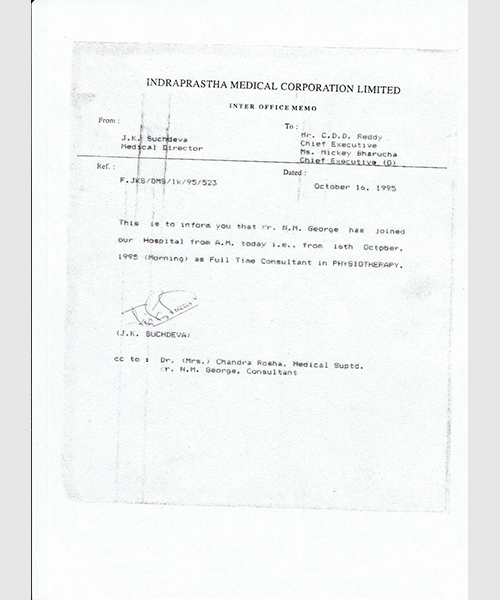 INDRAPRASTHA MEDICAL CORPORATION LIMITED
INTER OFFICE MEMO
From :
To :
J.K. Suchdeva
Medical Director
Mr. C.D.D. Reddy
Chief Executive
Ms. Mickey Bharucha
Chief Executive (D)
Ref. :
Dated :
F.JKS/DMS/lk/95/523
October 16, 1995
This is to inform you that Mr. N.M. George has joined
our Hospital from A.M. today i.e., from 16th October,
1995 (Morning) as Full Time Consultant in PHYSIOTHERAPY.
(J.K. SUCHDEVA)
cc to : Dr. (Mrs.) Chandra Rosha, Medical Suptd.
N.M. George, Consultant